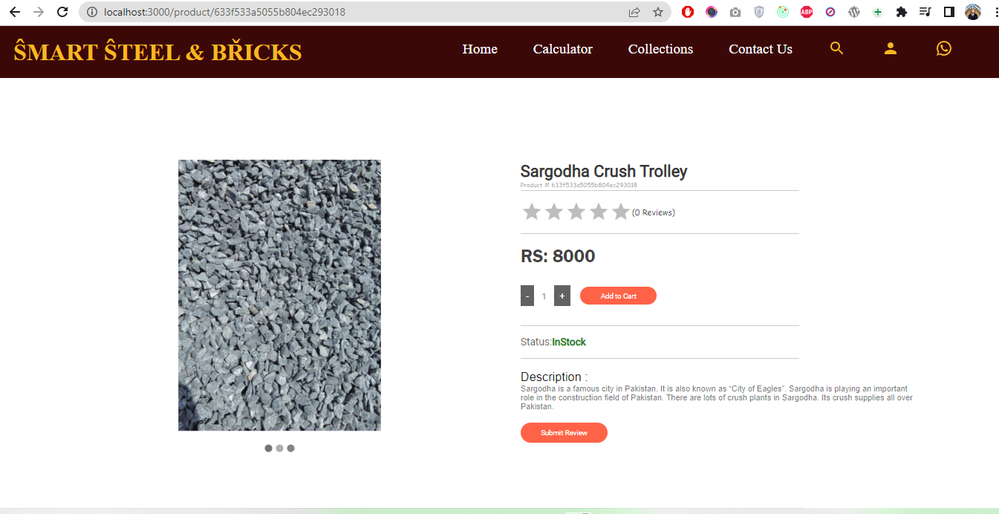 localhost:3000/product/633f533a5055b804ec293018
ABP
ŜMART ŜTEEL & BŘICKS
Home
Calculator
Collections
Contact Us
Sargodha Crush Trolley
Product # 633f533a5055b804ec293018
(0 Reviews)
RS: 8000
- 1 + Add to Cart
Status:InStock
Description :
Sargodha is a famous city in Pakistan. It is also known as “City of Eagles”. Sargodha is playing an important
role in the construction field of Pakistan. There are lots of crush plants in Sargodha. Its crush supplies all over
Pakistan.
Submit Review